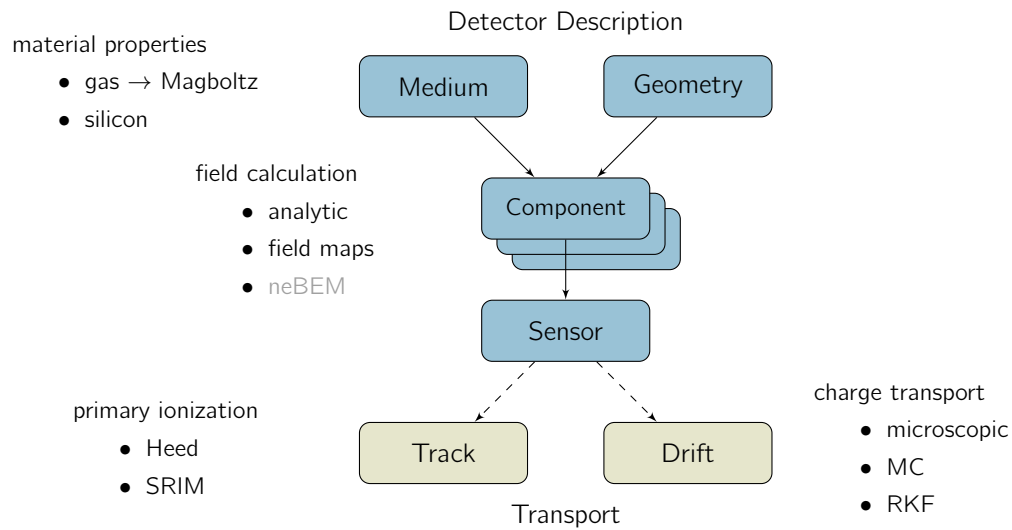 Detector Description
material properties
• gas → Magboltz
• silicon
Medium
Geometry
field calculation
• analytic
• field maps
• neBEM
Component
Sensor
primary ionization
• Heed
• SRIM
Track
Drift
charge transport
• microscopic
• MC
• RKF
Transport